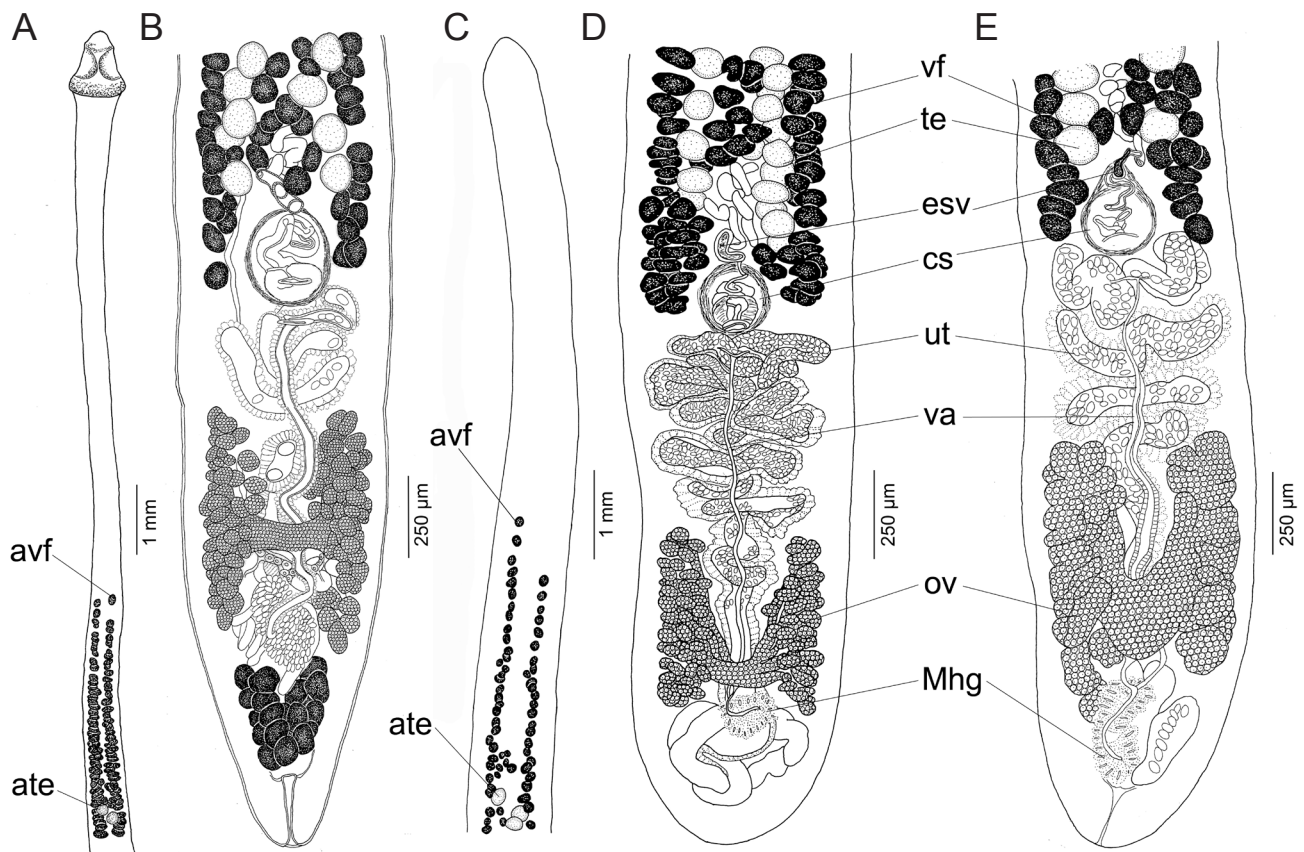 A B C D E
vf
te
esv
cs
ut
va
avf
1 mm
250 µm
1 mm
250 µm
250 µm
avf
ov
Mhg
ate
ate